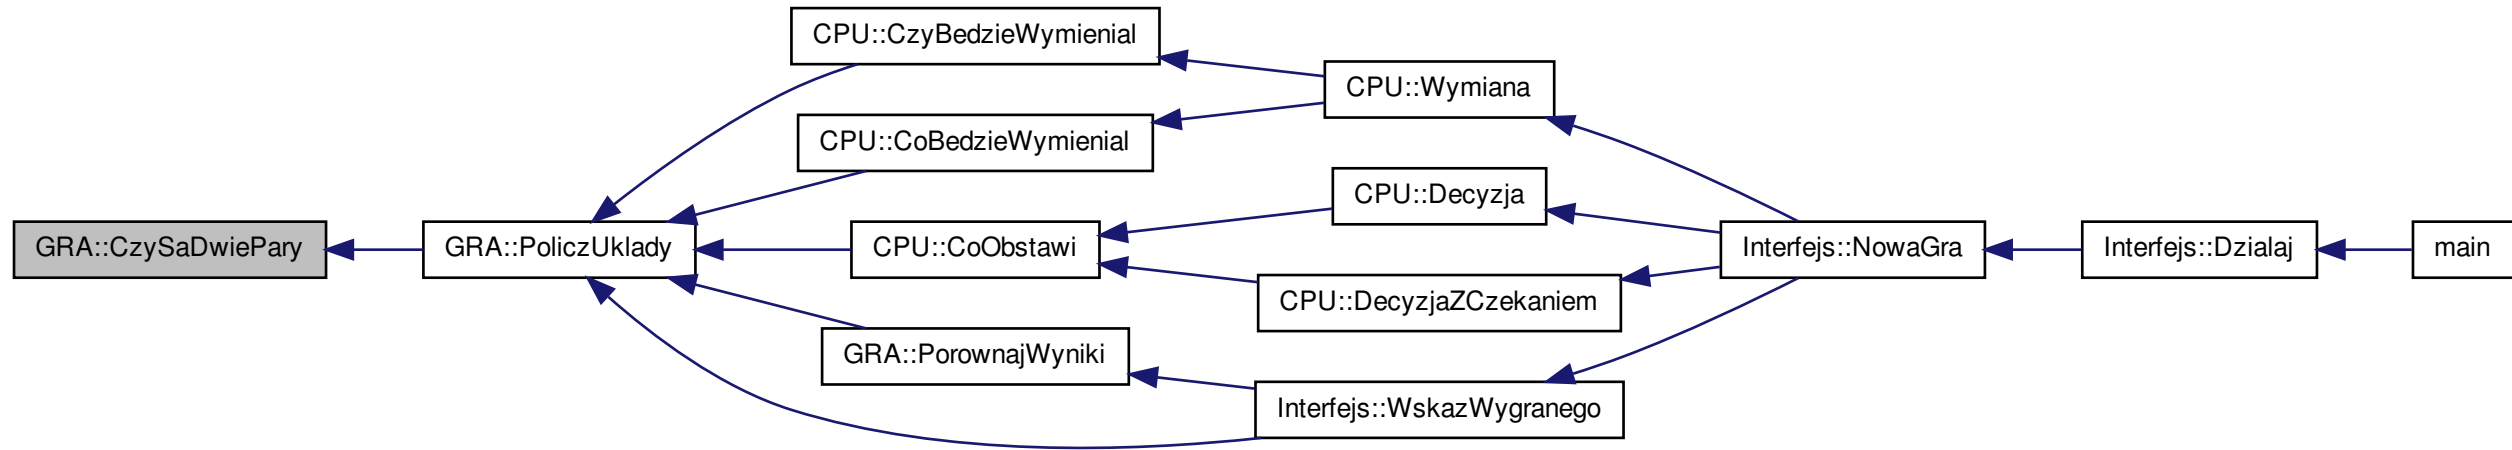 CPU::CzyBedzieWymienial
CPU::Wymiana
CPU::CoBedzieWymienial
CPU::Decyzja
GRA::CzySaDwiePary
GRA::PoliczUklady
CPU::CoObstawi
Interfejs::NowaGra
Interfejs::Dzialaj
main
CPU::DecyzjaZCzekaniem
GRA::PorownajWyniki
Interfejs::WskazWygranego